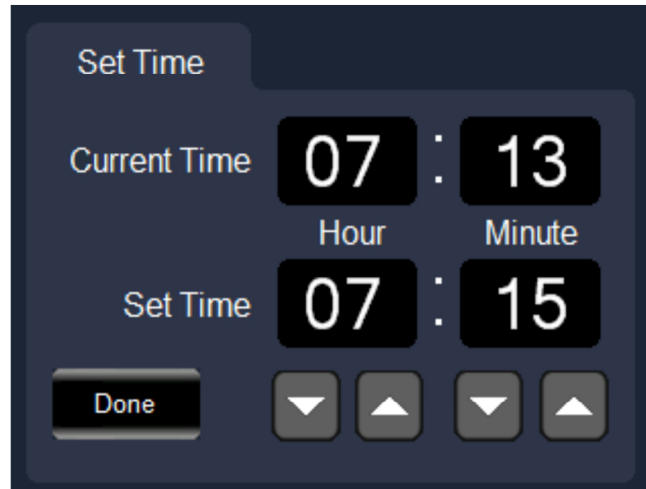 Set Time
Current Time 07 : 13
Hour Minute
Set Time 07 : 15
Done